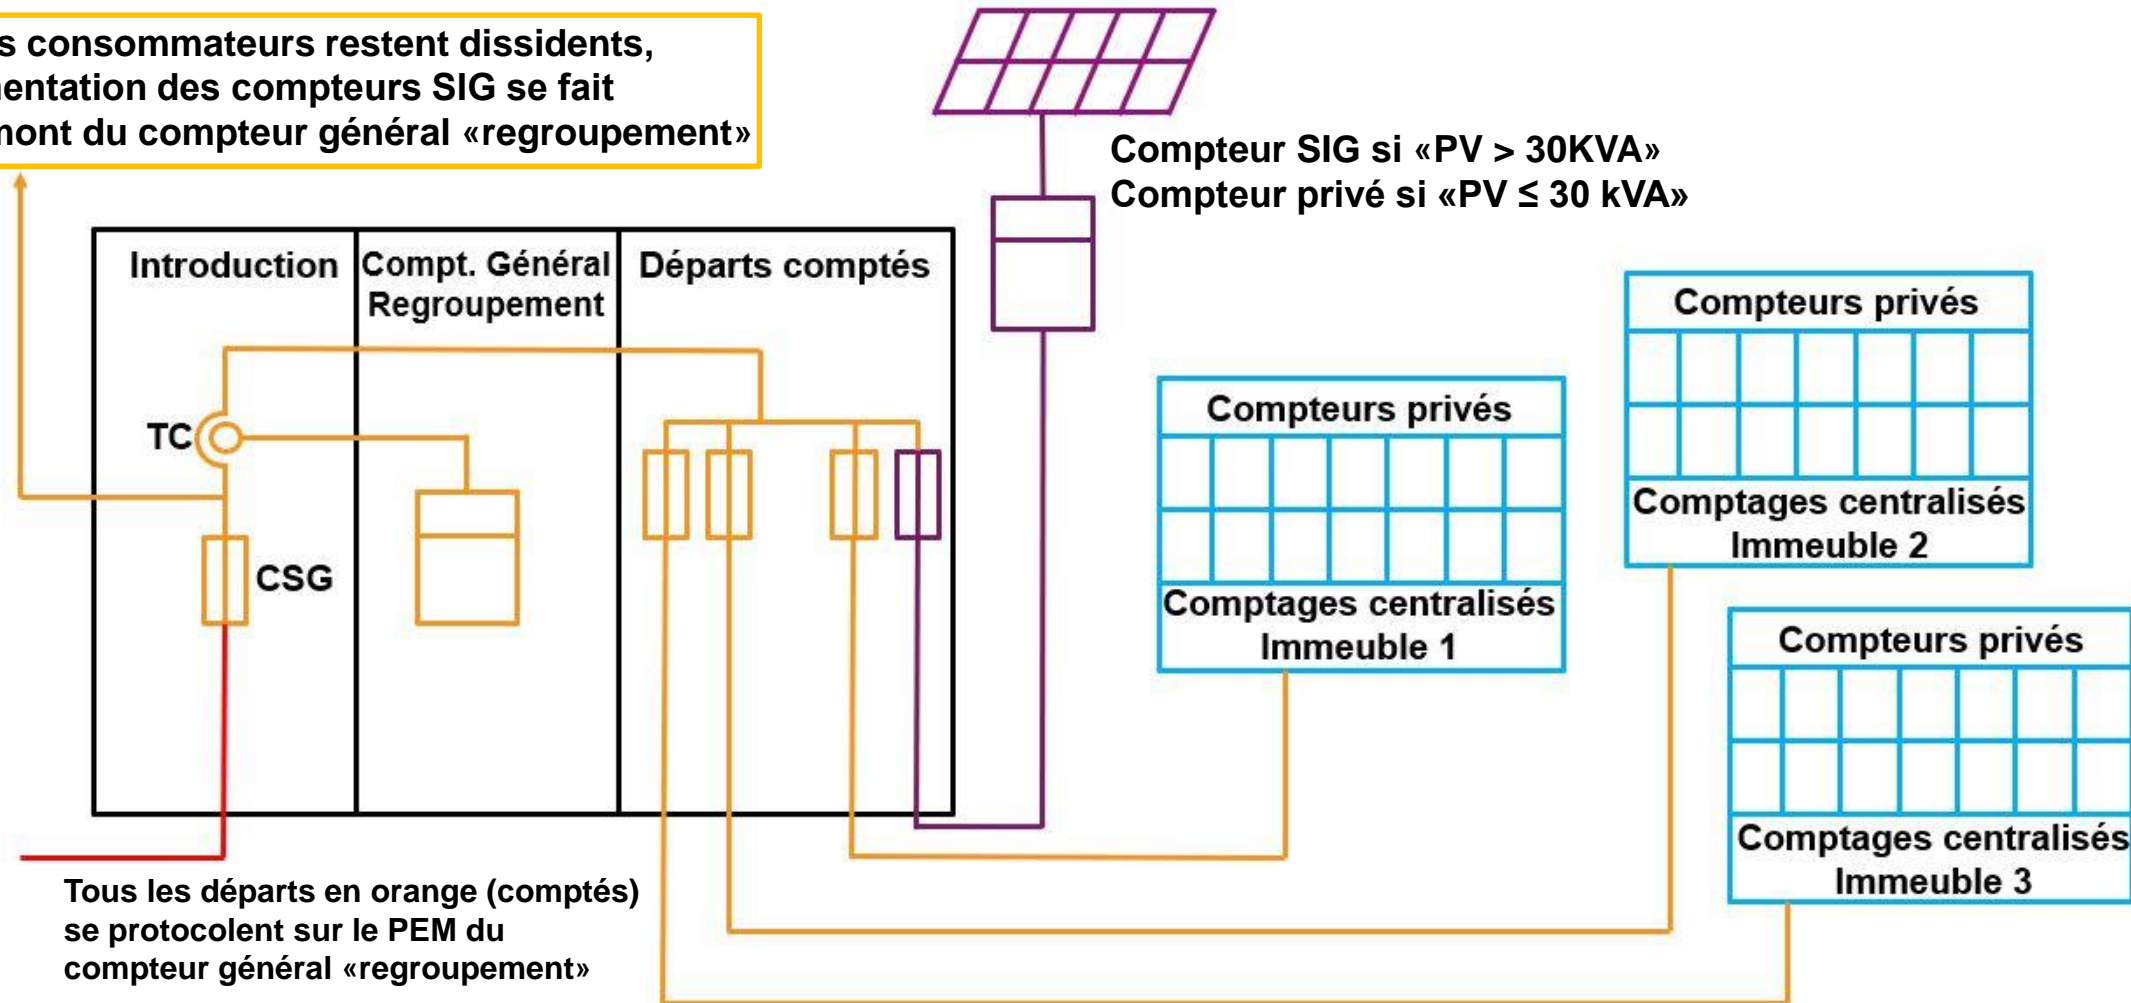 s consommateurs restent dissidents,
mentation des compteurs SIG se fait
mont du compteur général «regroupement»
Compteur SIG si «PV > 30KVA»
Compteur privé si «PV ≤ 30 kVA»
Introduction
Compt. Général
Regroupement
Départs comptés
TC
CSG
Compteurs privés
Comptages centralisés
Immeuble 1
Compteurs privés
Comptages centralisés
Immeuble 2
Compteurs privés
Comptages centralisés
Immeuble 3
Tous les départs en orange (comptés)
se protocolent sur le PEM du
compteur général «regroupement»